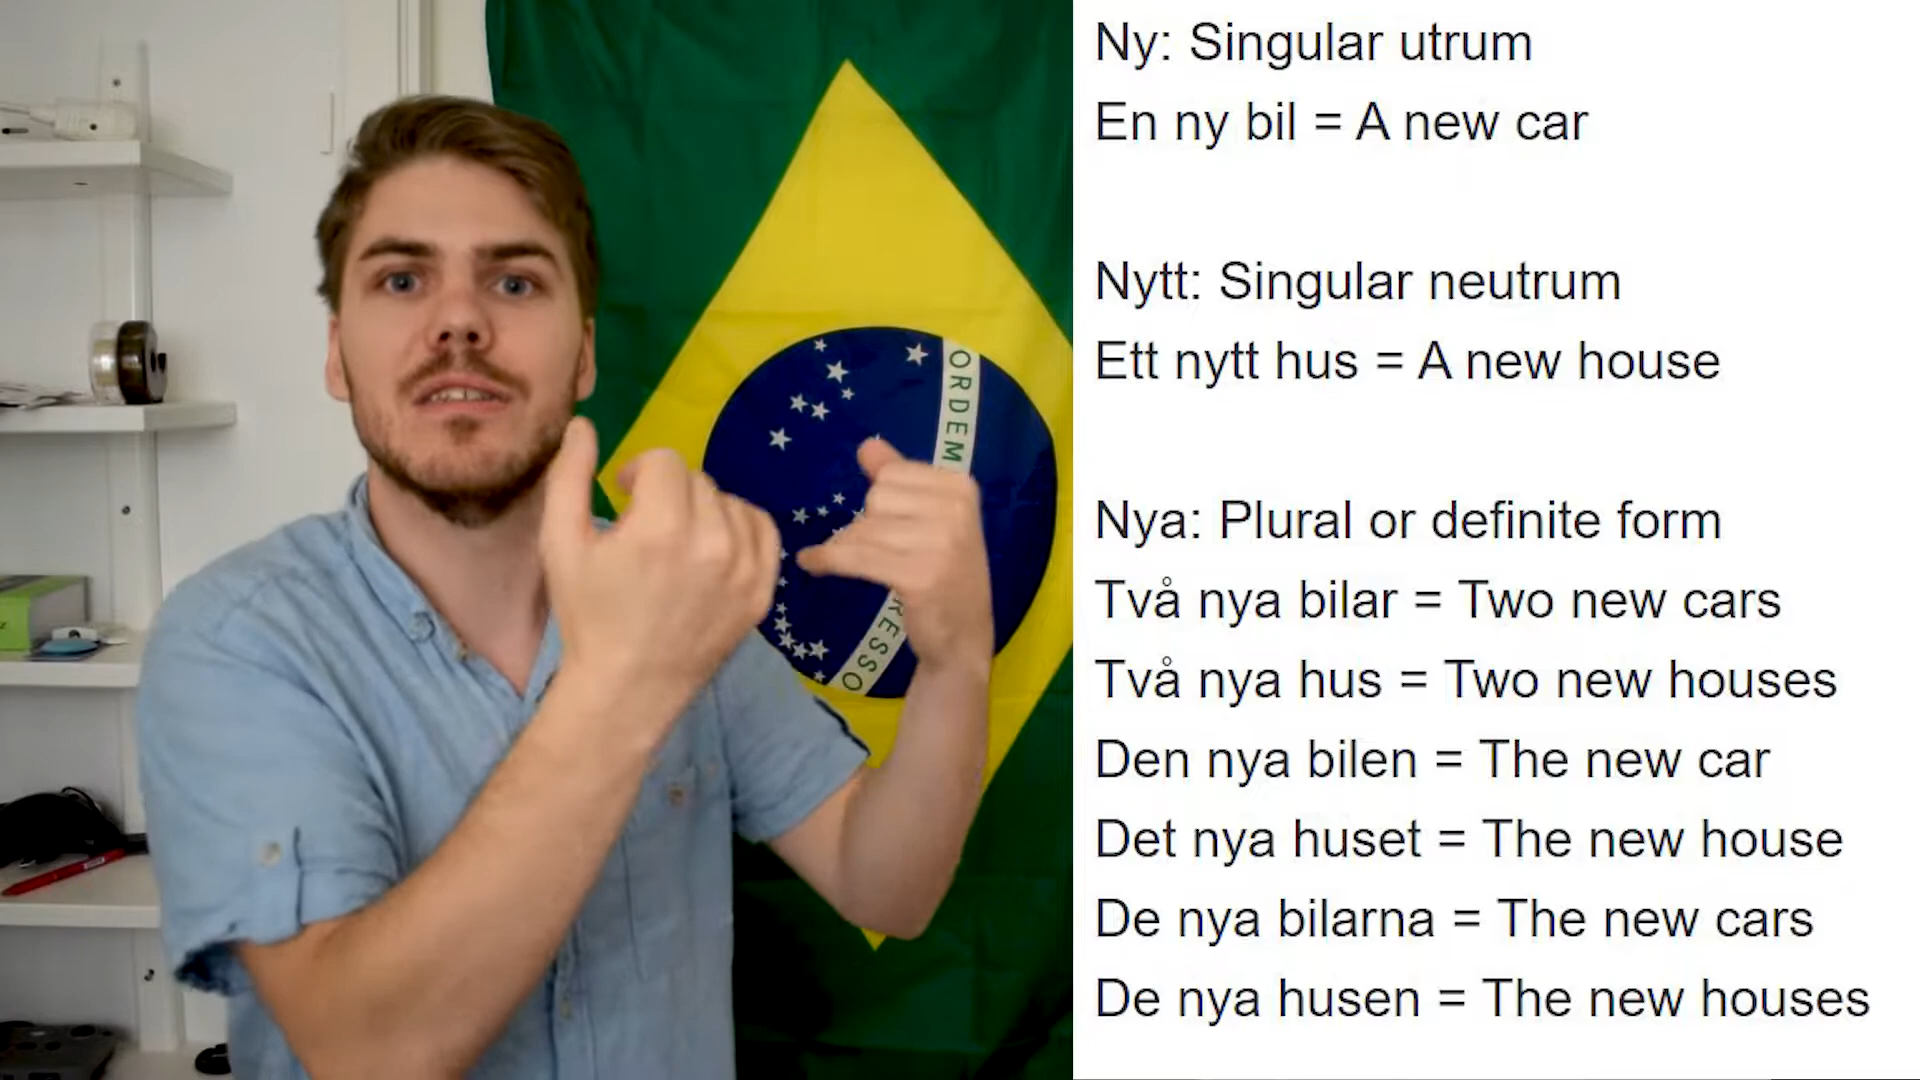 Ny: Singular utrum
En ny bil = A new car
Nytt: Singular neutrum
Ett nytt hus = A new house
Nya: Plural or definite form
Två nya bilar = Two new cars
Två nya hus = Two new houses
Den nya bilen = The new car
Det nya huset = The new house
De nya bilarna = The new cars
De nya husen = The new houses
ORDEM
RESSO